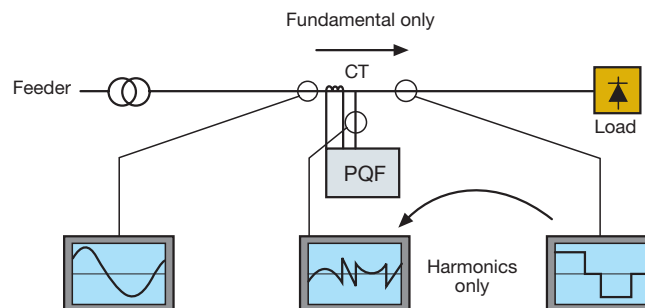 Fundamental only
CT
Feeder
Load
PQF
Harmonics
only